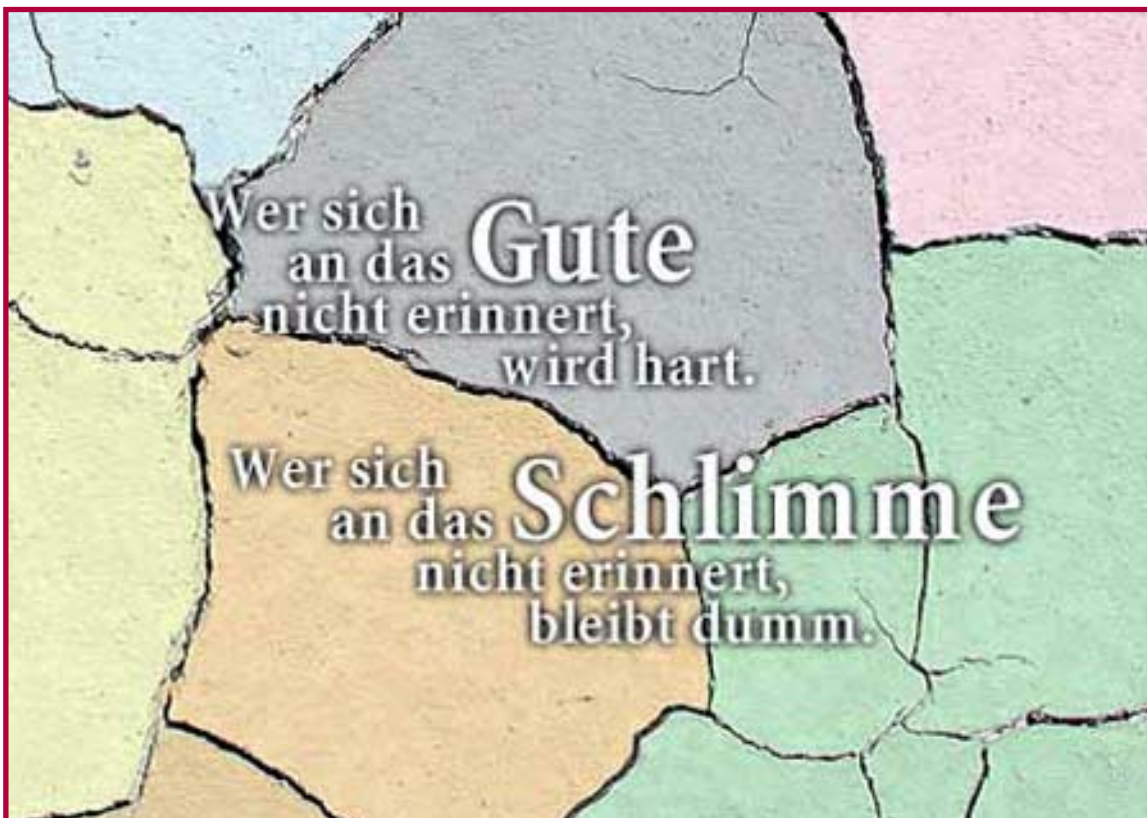 Wer sich
an das Gute
nicht erinnert,
wird hart.
Wer sich
an das Schlimme
nicht erinnert,
bleibt dumm.